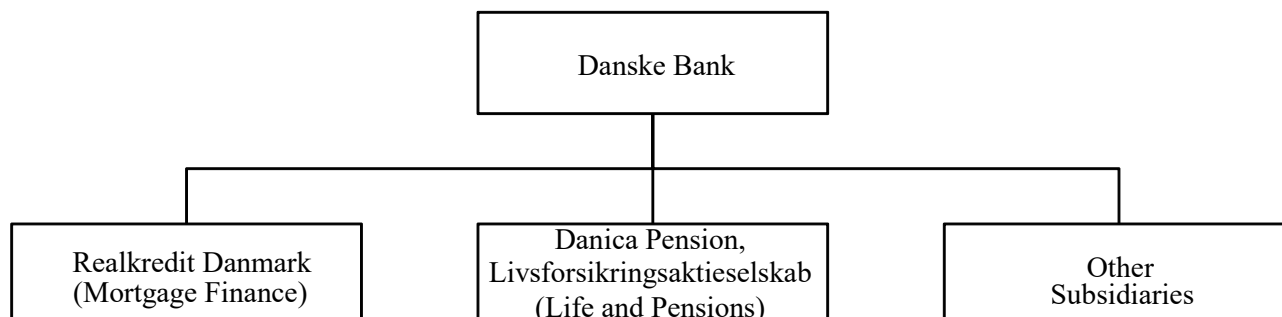 Danske Bank
Realkredit Danmark
(Mortgage Finance)
Danica Pension,
Livsforsikringsaktieselskab
(Life and Pensions)
Other
Subsidiaries